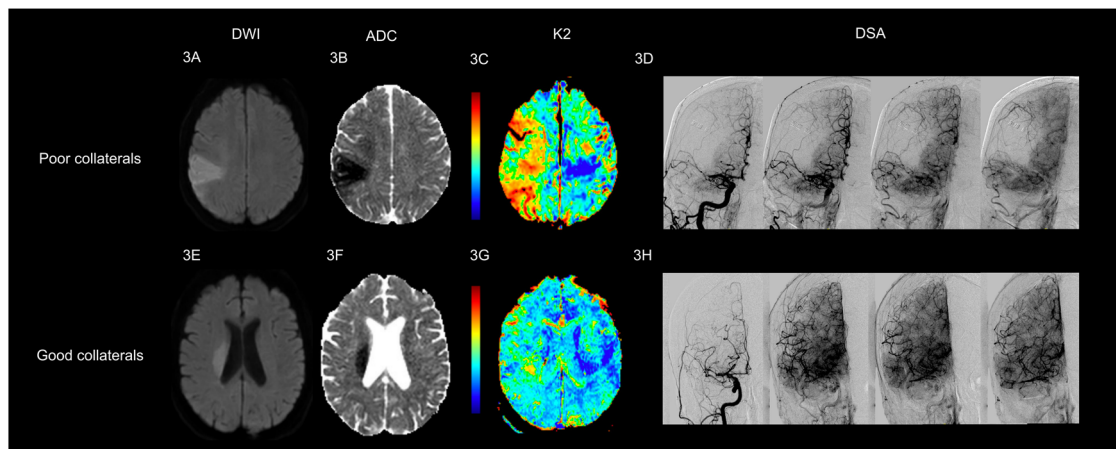 DWI ADC K2 DSA
3A 3B 3C 3D
Poor collaterals
3E 3F 3G 3H
Good collaterals